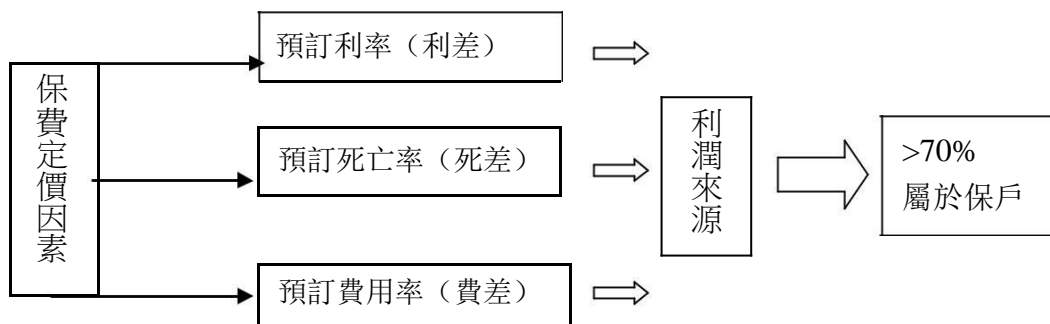 保費定價因素
預訂利率（利差）
預訂死亡率（死差）
預訂費用率（費差）
利潤來源
>70%
屬於保戶